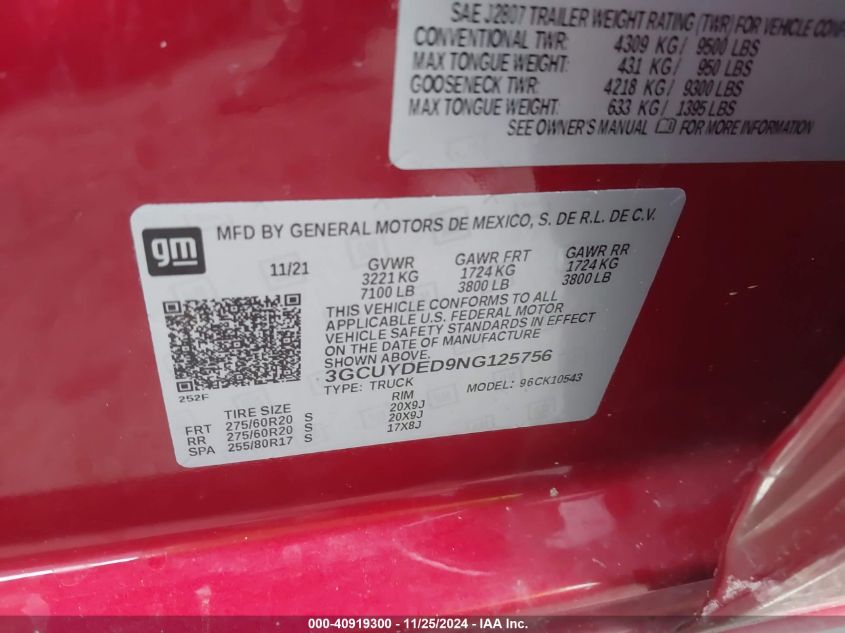 SAE J2807 TRAILER WEIGHT RATING (TWR) FOR VEHICLE
CONVENTIONAL TWR: 4309 KG/ 9500 LBS
MAX TONGUE WEIGHT: 431 KG/ 950 LBS
GOOSENECK TWR: 4218 KG/ 9300 LBS
MAX TONGUE WEIGHT: 633 KG/ 1395 LBS
SEE OWNER'S MANUAL FOR MORE INFORMATION
gm
MFD BY GENERAL MOTORS DE MEXICO, S. DE R.L. DE C.V.
11/21 GVWR GAWR FRT GAWR RR
3221 KG 1724 KG 1724 KG
7100 LB 3800 LB 3800 LB
THIS VEHICLE CONFORMS TO ALL
APPLICABLE U.S. FEDERAL MOTOR
VEHICLE SAFETY STANDARDS IN EFFECT
ON THE DATE OF MANUFACTURE
SHOWN ABOVE.
3GCUYDED9NG125756
252F TYPE: TRUCK MODEL: 96CK10543
TIRE SIZE RIM
FRT 275/60R20 S 20X9J
RR 275/60R20 S 20X9J
SPA 255/80R17 S 17X8J
000-40919300 - 11/25/2024 - IAAI.com